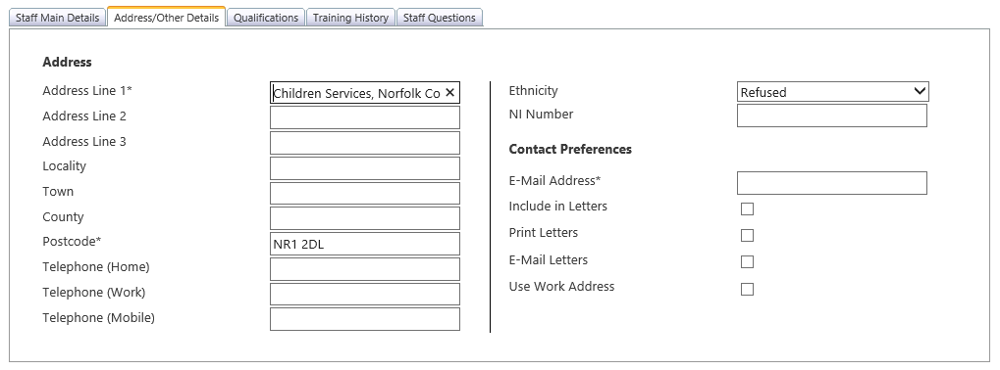 Staff Main Details
Address/Other Details
Qualifications
Training History
Staff Questions
Address
Address Line 1*
Children Services, Norfolk Co
Address Line 2
Address Line 3
Locality
Town
County
Postcode*
NR1 2DL
Telephone (Home)
Telephone (Work)
Telephone (Mobile)
Ethnicity
Refused
NI Number
Contact Preferences
E-Mail Address*
Include in Letters
Print Letters
E-Mail Letters
Use Work Address